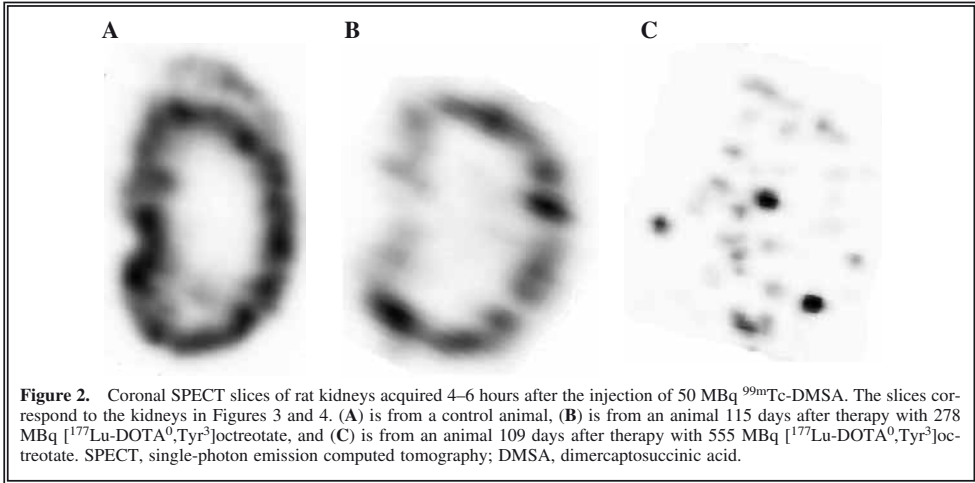 A B C
Figure 2. Coronal SPECT slices of rat kidneys acquired 4–6 hours after the injection of 50 MBq ⁹⁹ᵐTc-DMSA. The slices cor-
respond to the kidneys in Figures 3 and 4. (A) is from a control animal, (B) is from an animal 115 days after therapy with 278
MBq [¹⁷⁷Lu-DOTA⁰,Tyr³]octreotate, and (C) is from an animal 109 days after therapy with 555 MBq [¹⁷⁷Lu-DOTA⁰,Tyr³]oc-
treotate. SPECT, single-photon emission computed tomography; DMSA, dimercaptosuccinic acid.